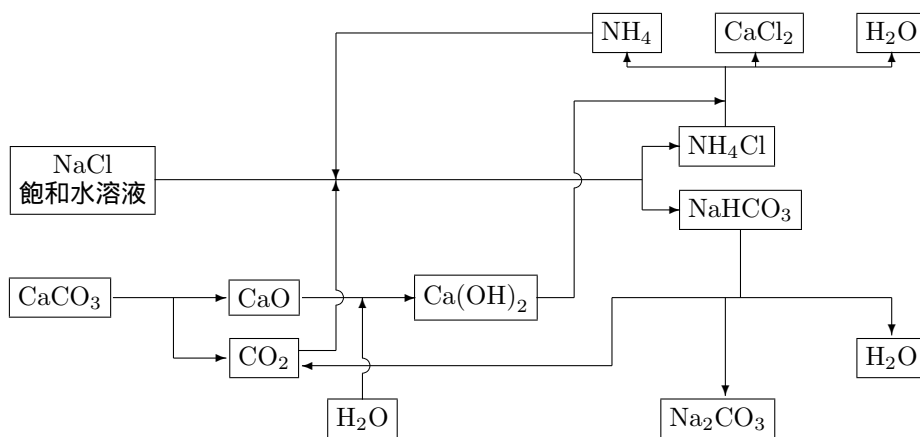 NH₄
CaCl₂
H₂O
NaCl
飽和水溶液
NH₄Cl
NaHCO₃
CaCO₃
CaO
Ca(OH)₂
CO₂
H₂O
H₂O
Na₂CO₃